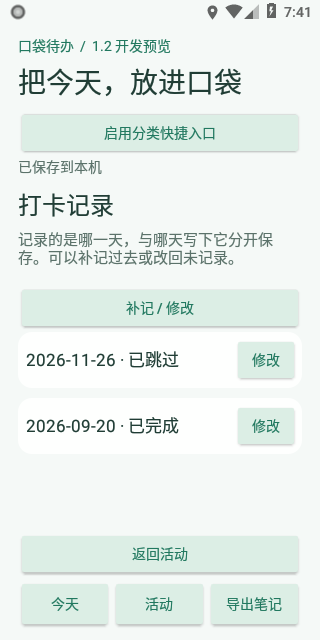 7:41
口袋待办 / 1.2 开发预览
把今天，放进口袋
启用分类快捷入口
已保存到本机
打卡记录
记录的是哪一天，与哪天写下它分开保
存。可以补记过去或改回未记录。
补记 / 修改
2026-11-26 · 已跳过
修改
2026-09-20 · 已完成
修改
返回活动
今天
活动
导出笔记